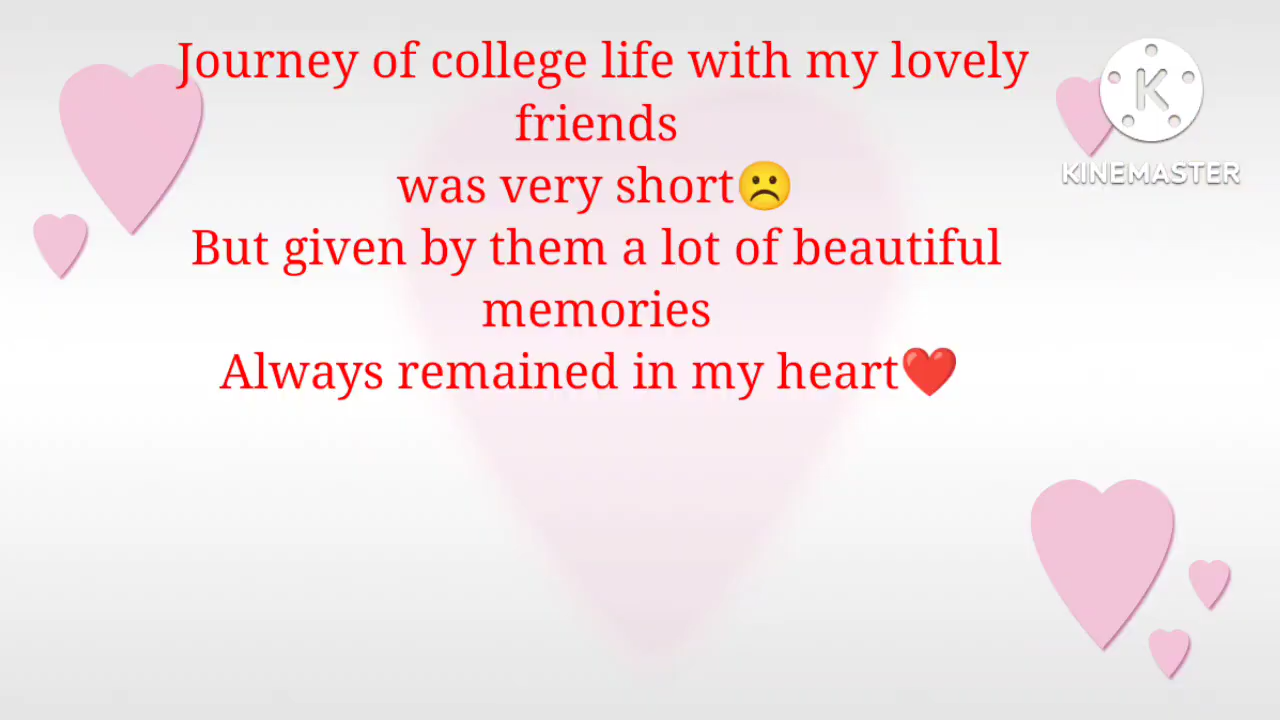 Journey of college life with my lovely
friends
was very short☹️
But given by them a lot of beautiful
memories
Always remained in my heart❤️
K
KINEMASTER